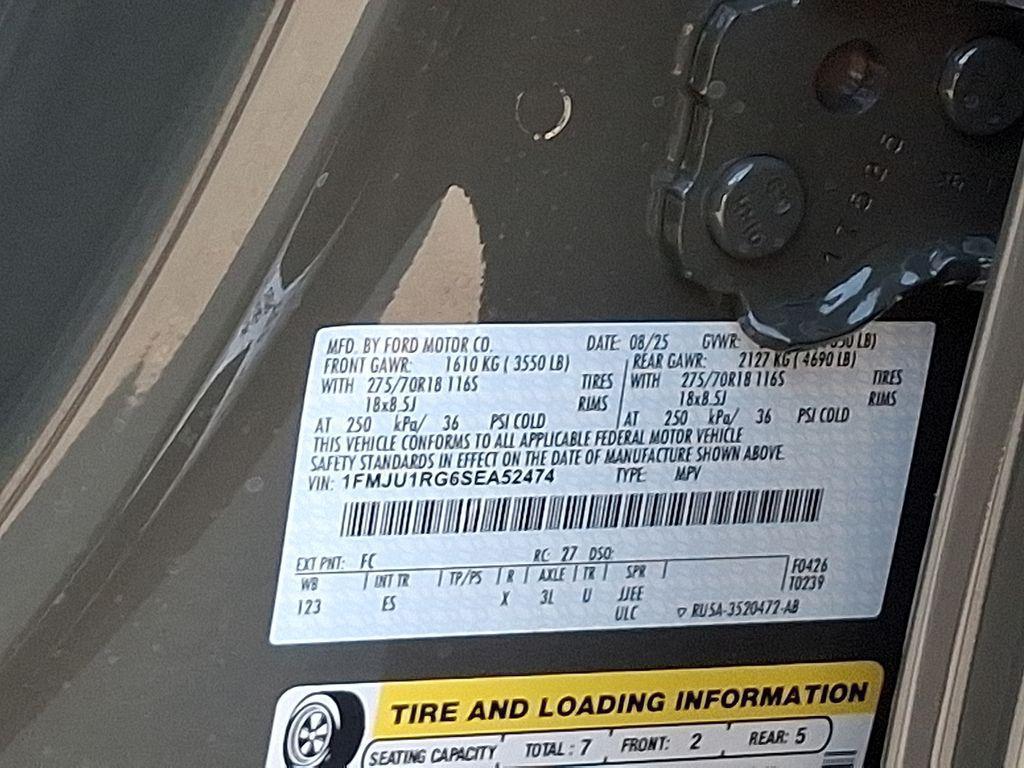 MFD. BY FORD MOTOR CO. DATE: 08/25 GVWR: 50 LB)
FRONT GAWR: 1610 KG ( 3550 LB) REAR GAWR: 2127 KG ( 4690 LB)
WITH 275/70R18 116S TIRES WITH 275/70R18 116S TIRES
18x8.5J RIMS 18x8.5J RIMS
AT 250 kPa/ 36 PSI COLD AT 250 kPa/ 36 PSI COLD
THIS VEHICLE CONFORMS TO ALL APPLICABLE FEDERAL MOTOR VEHICLE
SAFETY STANDARDS IN EFFECT ON THE DATE OF MANUFACTURE SHOWN ABOVE.
VIN: 1FMJU1RG6SEA52474 TYPE: MPV
EXT PNT: FC RC: 27 DSO:
WB INT TR TP/PS R AXLE TR SPR F0426
123 ES X 3L U JJEE T0239
ULC ▽ RU5A-3520472-AB
TIRE AND LOADING INFORMATION
SEATING CAPACITY TOTAL : 7 FRONT: 2 REAR: 5